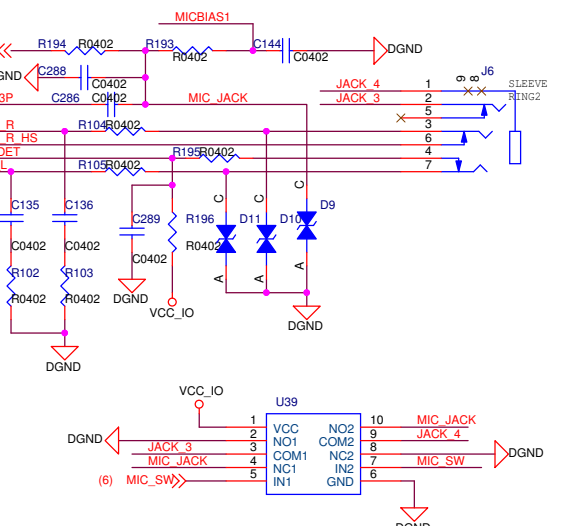 MICBIAS1
R194 R0402 R193 R0402 C144 C0402 DGND
C288 C0402
C286 C0402 MIC_JACK
JACK_4 1 9 8 J6 SLEEVE
JACK_3 2 RING2
5
R R104 R0402 3
R_HS 6
DET R195 R0402 4
L R105 R0402 7
C135 C136 C289 R196 C D11 C D10 C D9
C0402 C0402 C0402 R0402
R102 R103 A A A
R0402 R0402 DGND VCC_IO DGND
DGND
VCC_IO U39
1 VCC NO2 10 MIC_JACK
DGND 2 NO1 COM2 9 JACK_4
JACK_3 3 COM1 NC2 8 DGND
MIC_JACK 4 NC1 IN2 7 MIC_SW
(6) MIC_SW 5 IN1 GND 6
DGND